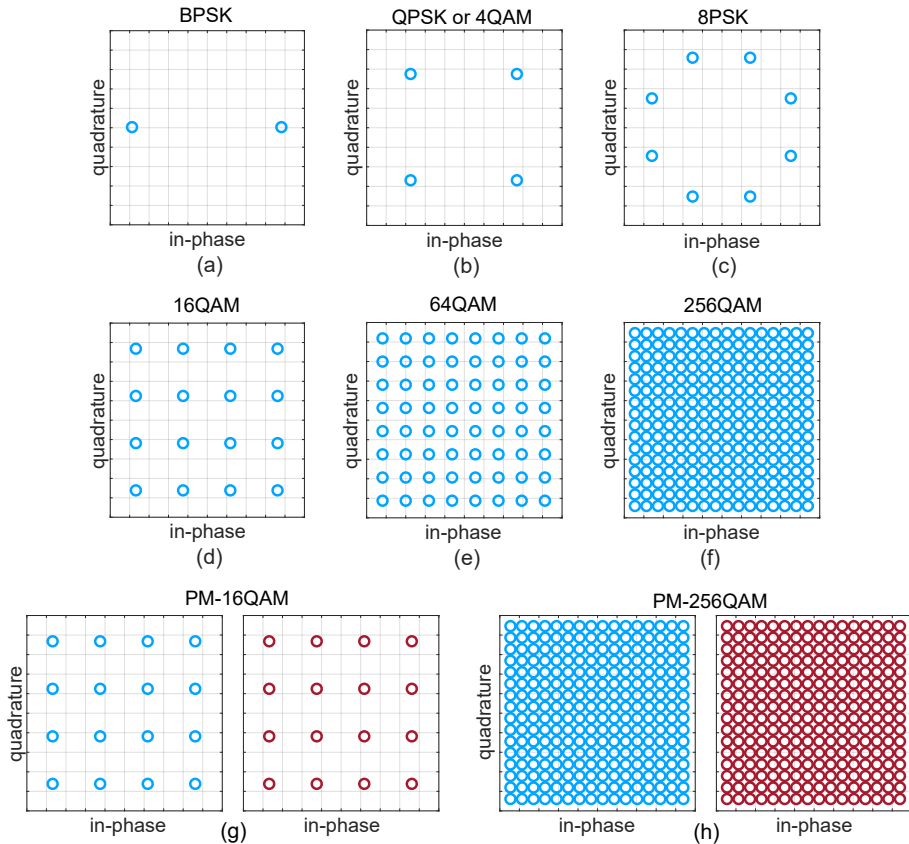 BPSK
quadrature
in-phase
(a)
QPSK or 4QAM
quadrature
in-phase
(b)
8PSK
quadrature
in-phase
(c)
16QAM
quadrature
in-phase
(d)
64QAM
quadrature
in-phase
(e)
256QAM
quadrature
in-phase
(f)
PM-16QAM
quadrature
in-phase
in-phase
(g)
PM-256QAM
quadrature
in-phase
in-phase
(h)